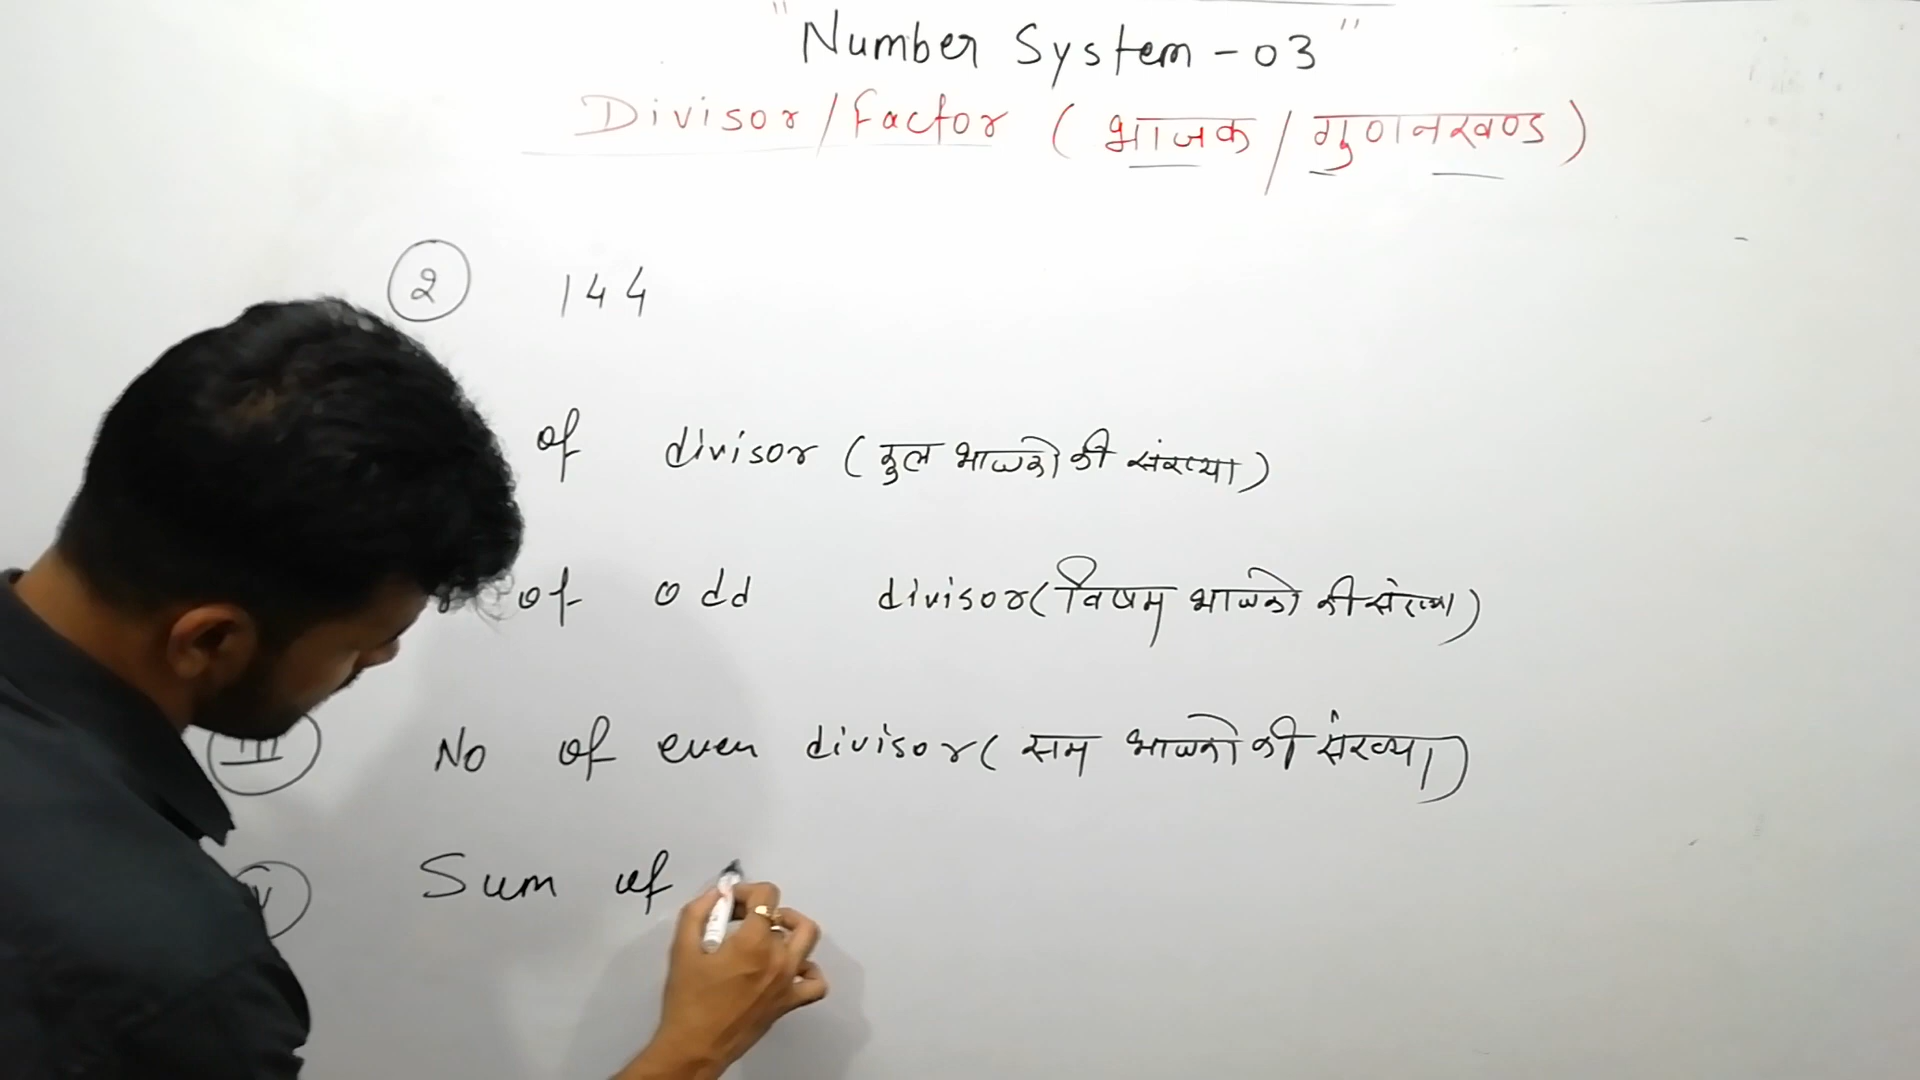 "Number System - 03"
Divisor/Factor (भाजक/गुणनखण्ड)
2 144
of divisor (कुल भाजको की संख्या)
of odd divisor (विषम भाजको की संख्या)
III No of even divisor (सम भाजको की संख्या)
Sum of